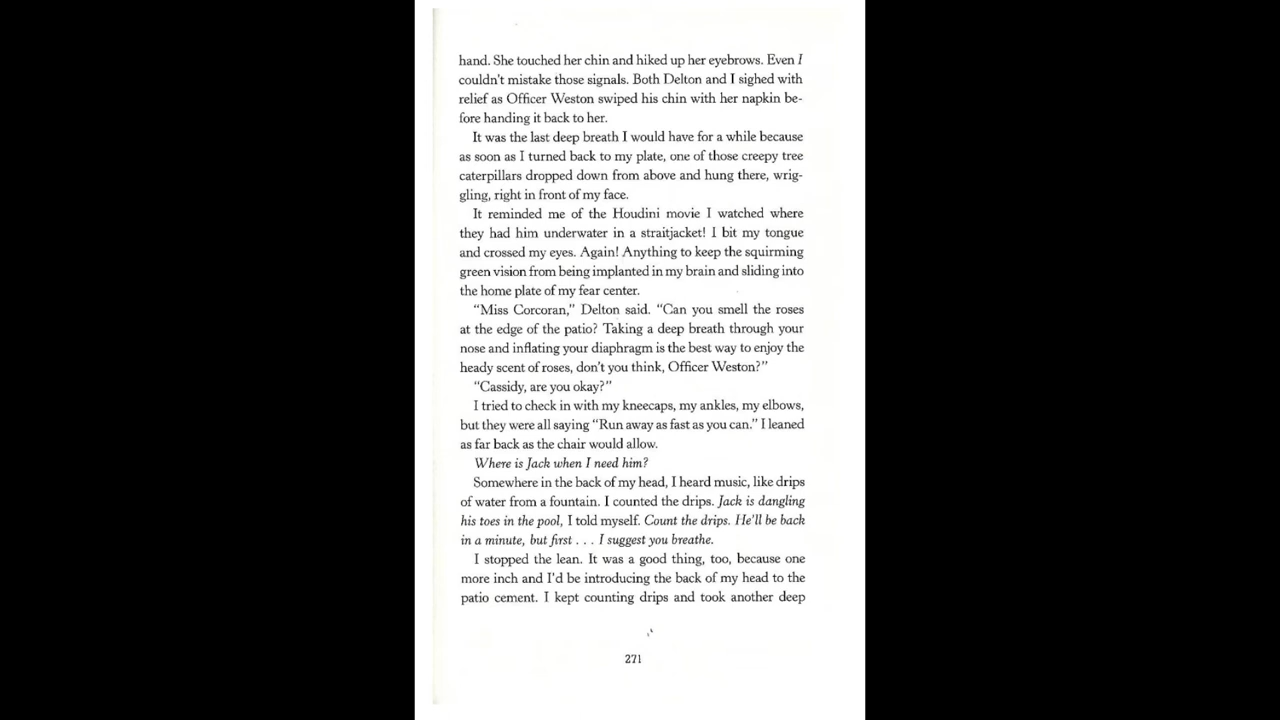 hand. She touched her chin and hiked up her eyebrows. Even I
couldn't mistake those signals. Both Delton and I sighed with
relief as Officer Weston swiped his chin with her napkin be-
fore handing it back to her.
It was the last deep breath I would have for a while because
as soon as I turned back to my plate, one of those creepy tree
caterpillars dropped down from above and hung there, wrig-
gling, right in front of my face.
It reminded me of the Houdini movie I watched where
they had him underwater in a straitjacket! I bit my tongue
and crossed my eyes. Again! Anything to keep the squirming
green vision from being implanted in my brain and sliding into
the home plate of my fear center.
"Miss Corcoran," Delton said. "Can you smell the roses
at the edge of the patio? Taking a deep breath through your
nose and inflating your diaphragm is the best way to enjoy the
heady scent of roses, don't you think, Officer Weston?"
"Cassidy, are you okay?"
I tried to check in with my kneecaps, my ankles, my elbows,
but they were all saying "Run away as fast as you can." I leaned
as far back as the chair would allow.
Where is Jack when I need him?
Somewhere in the back of my head, I heard music, like drips
of water from a fountain. I counted the drips. Jack is dangling
his toes in the pool, I told myself. Count the drips. He'll be back
in a minute, but first . . . I suggest you breathe.
I stopped the lean. It was a good thing, too, because one
more inch and I'd be introducing the back of my head to the
patio cement. I kept counting drips and took another deep
271